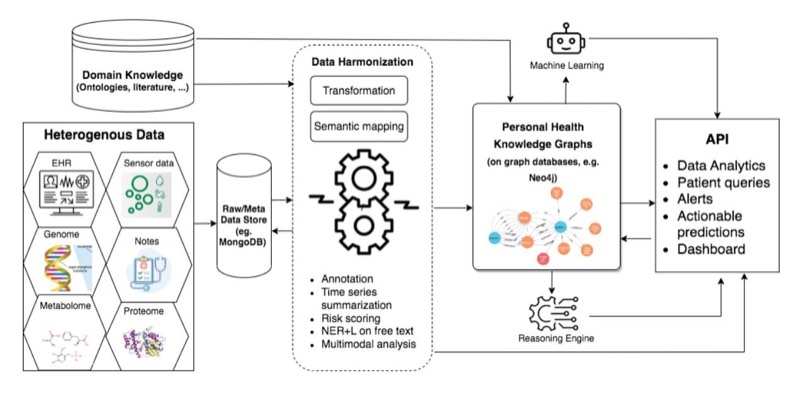 Domain Knowledge
(Ontologies, literature, ...)
Heterogenous Data
EHR
Sensor data
Genome
Notes
Metabolome
Proteome
Raw/Meta
Data Store
(eg.
MongoDB)
Data Harmonization
Transformation
Semantic mapping
• Annotation
• Time series
summarization
• Risk scoring
• NER+L on free text
• Multimodal analysis
Machine Learning
Personal Health
Knowledge Graphs
(on graph databases, e.g.
Neo4j)
Reasoning Engine
API
• Data Analytics
• Patient queries
• Alerts
• Actionable
predictions
• Dashboard